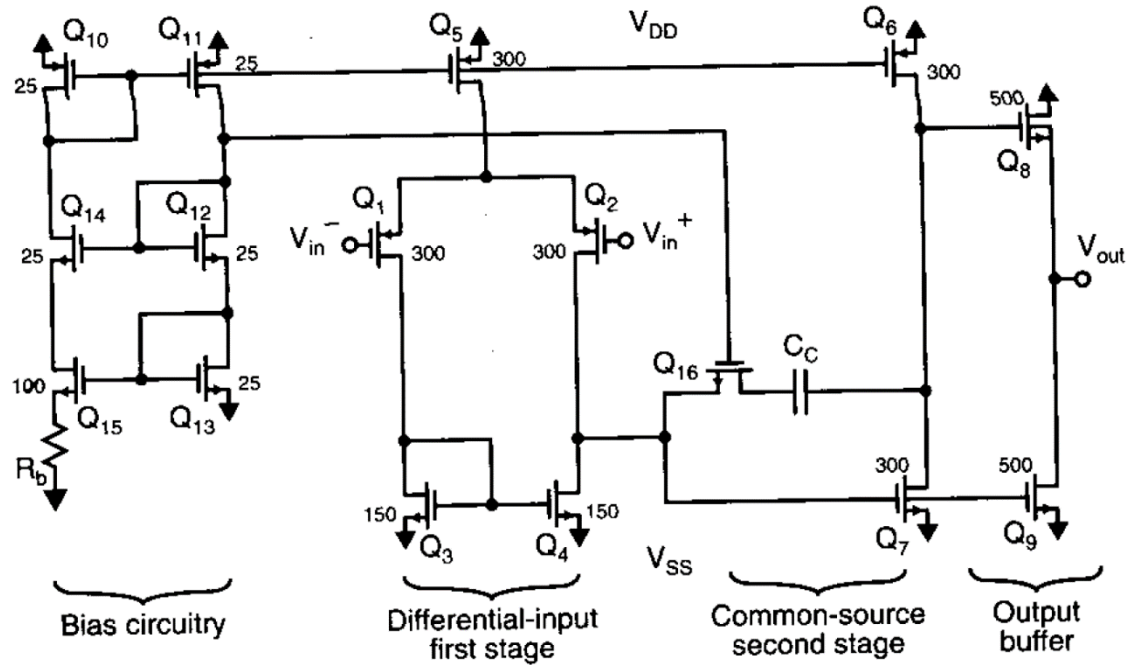 Q10 Q11 Q5 VDD Q6
25 25 300 300
500
Q8
Q14 Q12 Q1 Q2
Vin− Vin+
25 25 300 300 Vout
Q16 CC
100 25
Q15 Q13
Rb
300 500
150 150
Q3 Q4 Q7 Q9
VSS
Bias circuitry
Differential-input
first stage
Common-source
second stage
Output
buffer